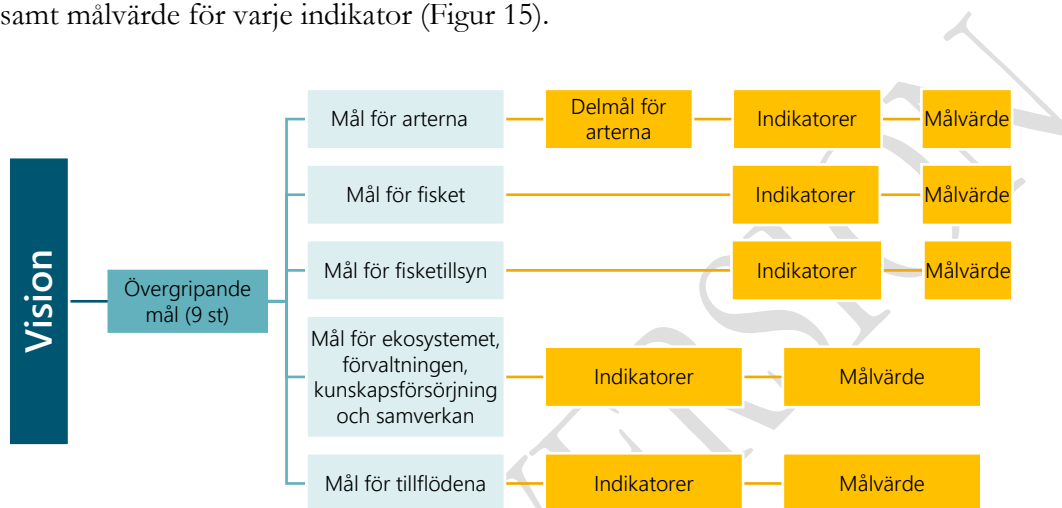 samt målvärde för varje indikator (Figur 15).
Vision
Övergripande
mål (9 st)
Mål för arterna
Delmål för
arterna
Indikatorer
Målvärde
Mål för fisket
Indikatorer
Målvärde
Mål för fisketillsyn
Indikatorer
Målvärde
Mål för ekosystemet,
förvaltningen,
kunskapsförsörjning
och samverkan
Indikatorer
Målvärde
Mål för tillflödena
Indikatorer
Målvärde
VERSION